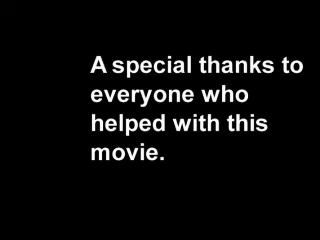 A special thanks to
everyone who
helped with this
movie.